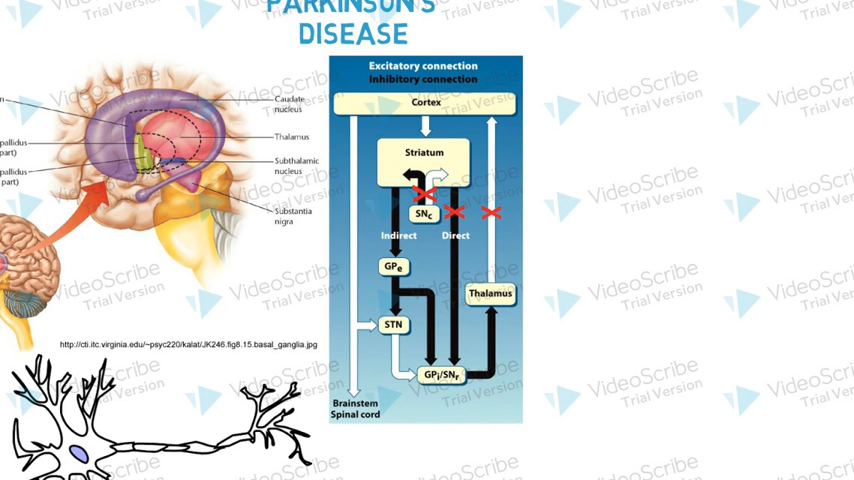 PARKINSON'S
DISEASE
Excitatory connection
Inhibitory connection
Cortex
Striatum
SNc
Indirect
Direct
GPe
Thalamus
STN
GPi/SNr
Brainstem
Spinal cord
n
pallidus
part)
pallidus
part)
Caudate
nucleus
Thalamus
Subthalamic
nucleus
Substantia
nigra
http://cti.itc.virginia.edu/~psyc220/kalat/JK246.fig8.15.basal_ganglia.jpg
VideoScribe
Trial Version